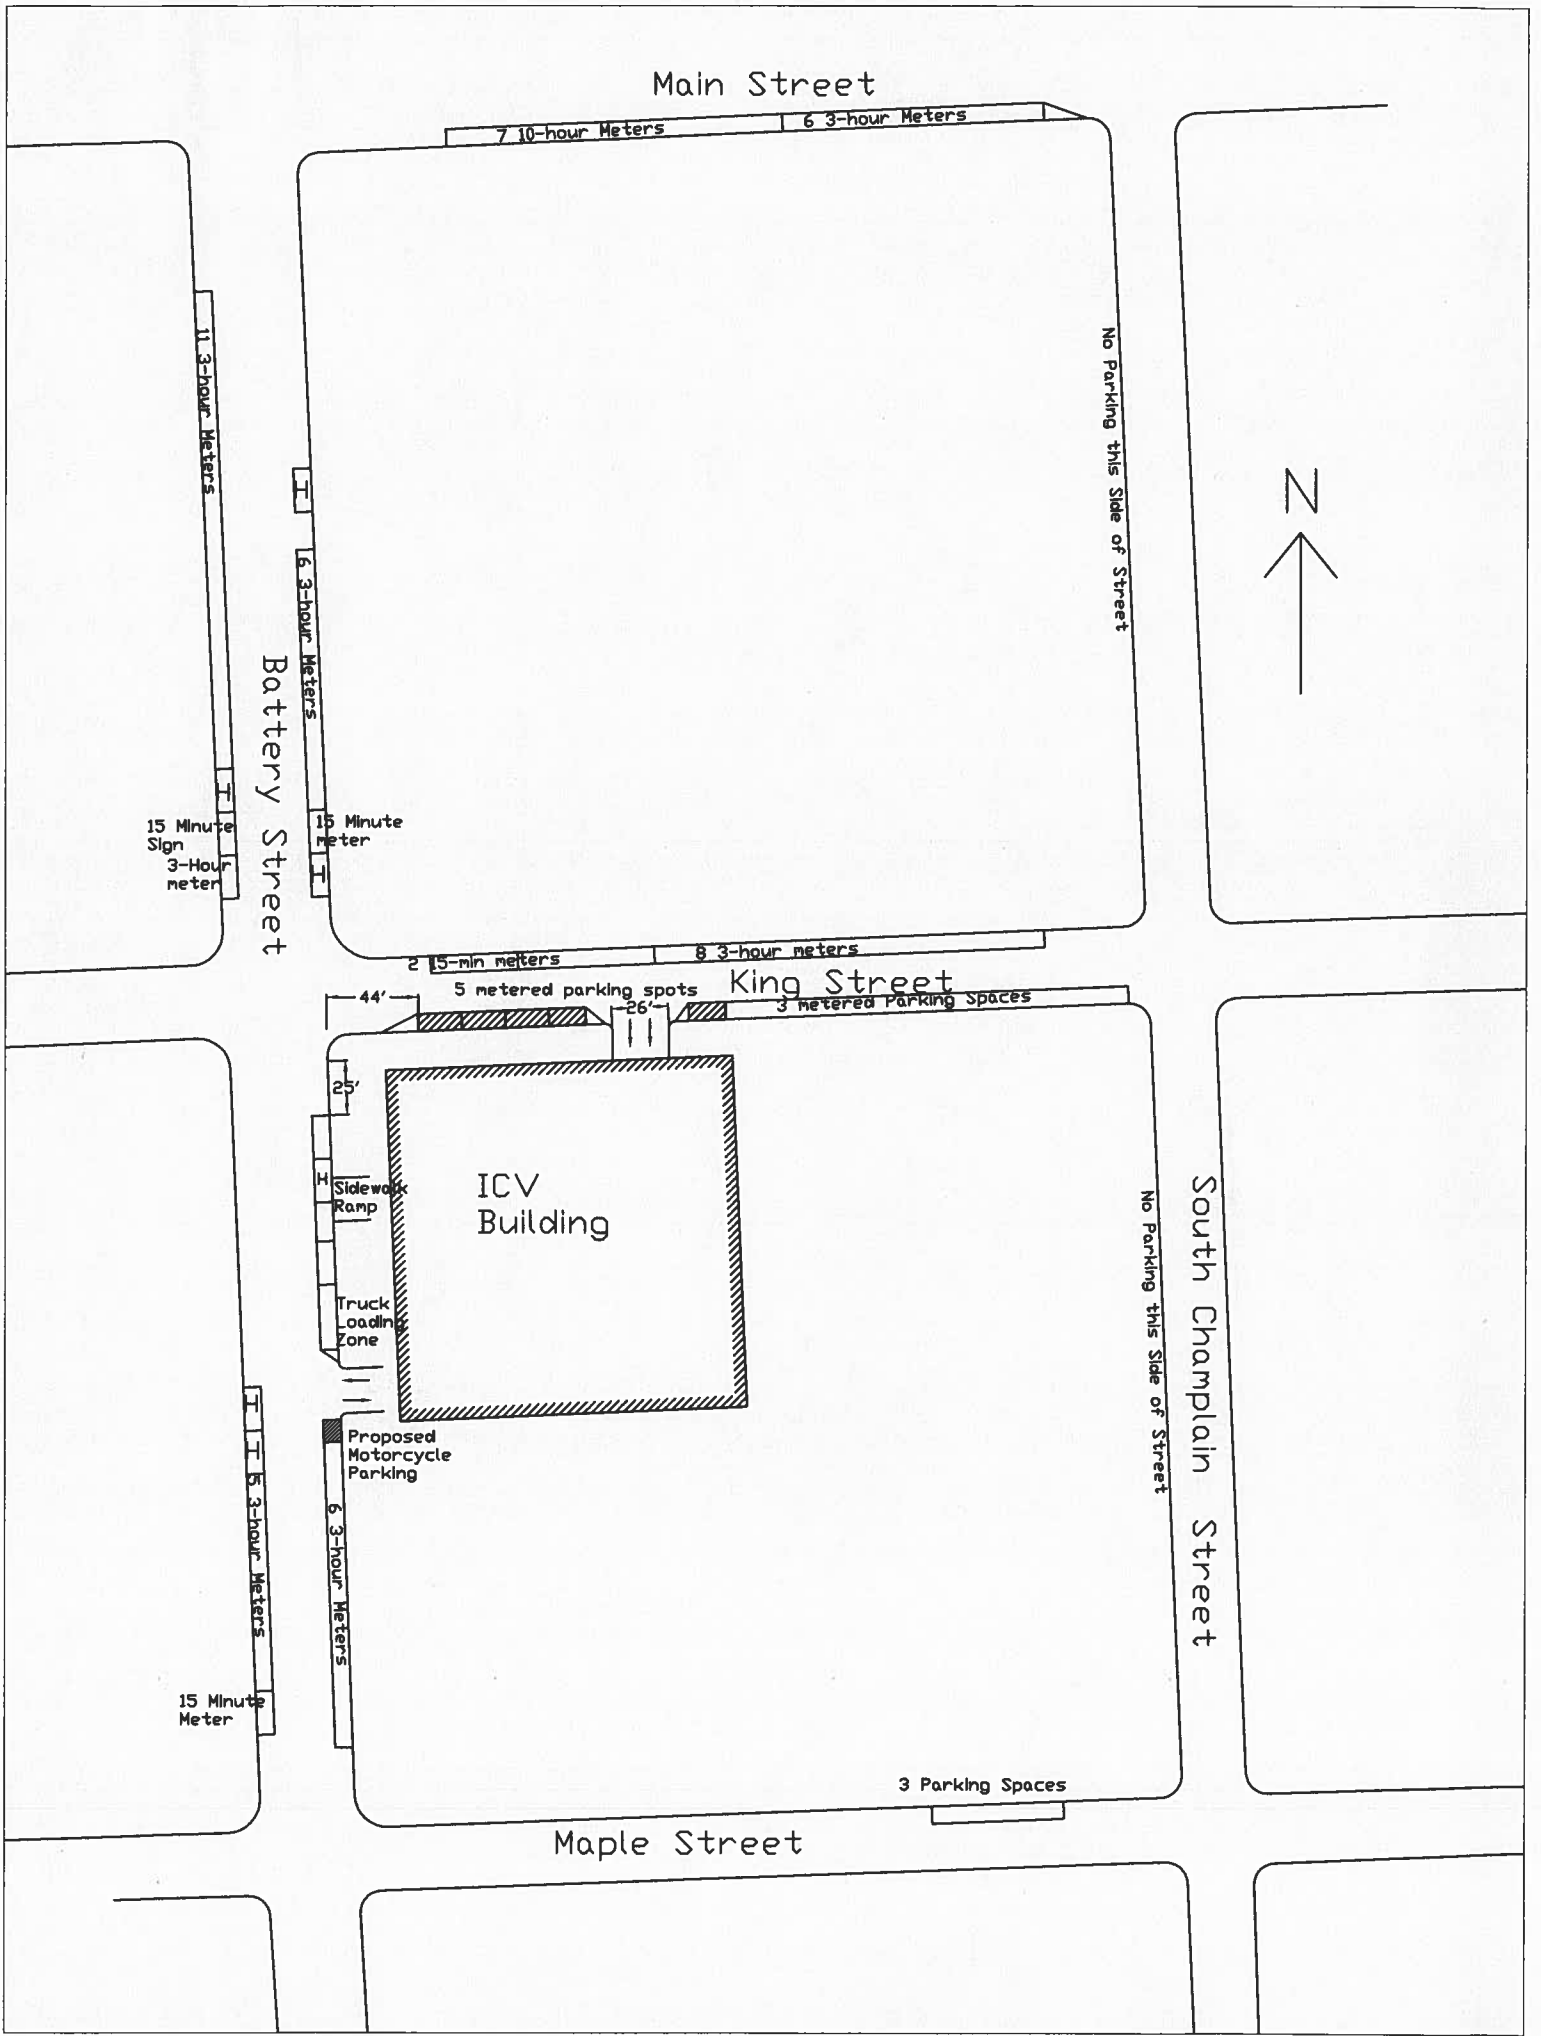 Main Street
7 10-hour Meters
6 3-hour Meters
11 3-hour Meters
No Parking this Side of Street
N
H
6 3-hour Meters
Battery Street
H
15 Minute
Sign
3-Hour
meter
15 Minute
meter
H
2 15-min meters
8 3-hour meters
King Street
44'
5 metered parking spots
26'
3 metered Parking Spaces
25'
H
Sidewalk
Ramp
ICV
Building
Truck
Loading
Zone
No Parking this Side of Street
South Champlain Street
H
H
5 3-hour Meters
Proposed
Motorcycle
Parking
6 3-hour Meters
15 Minute
Meter
3 Parking Spaces
Maple Street